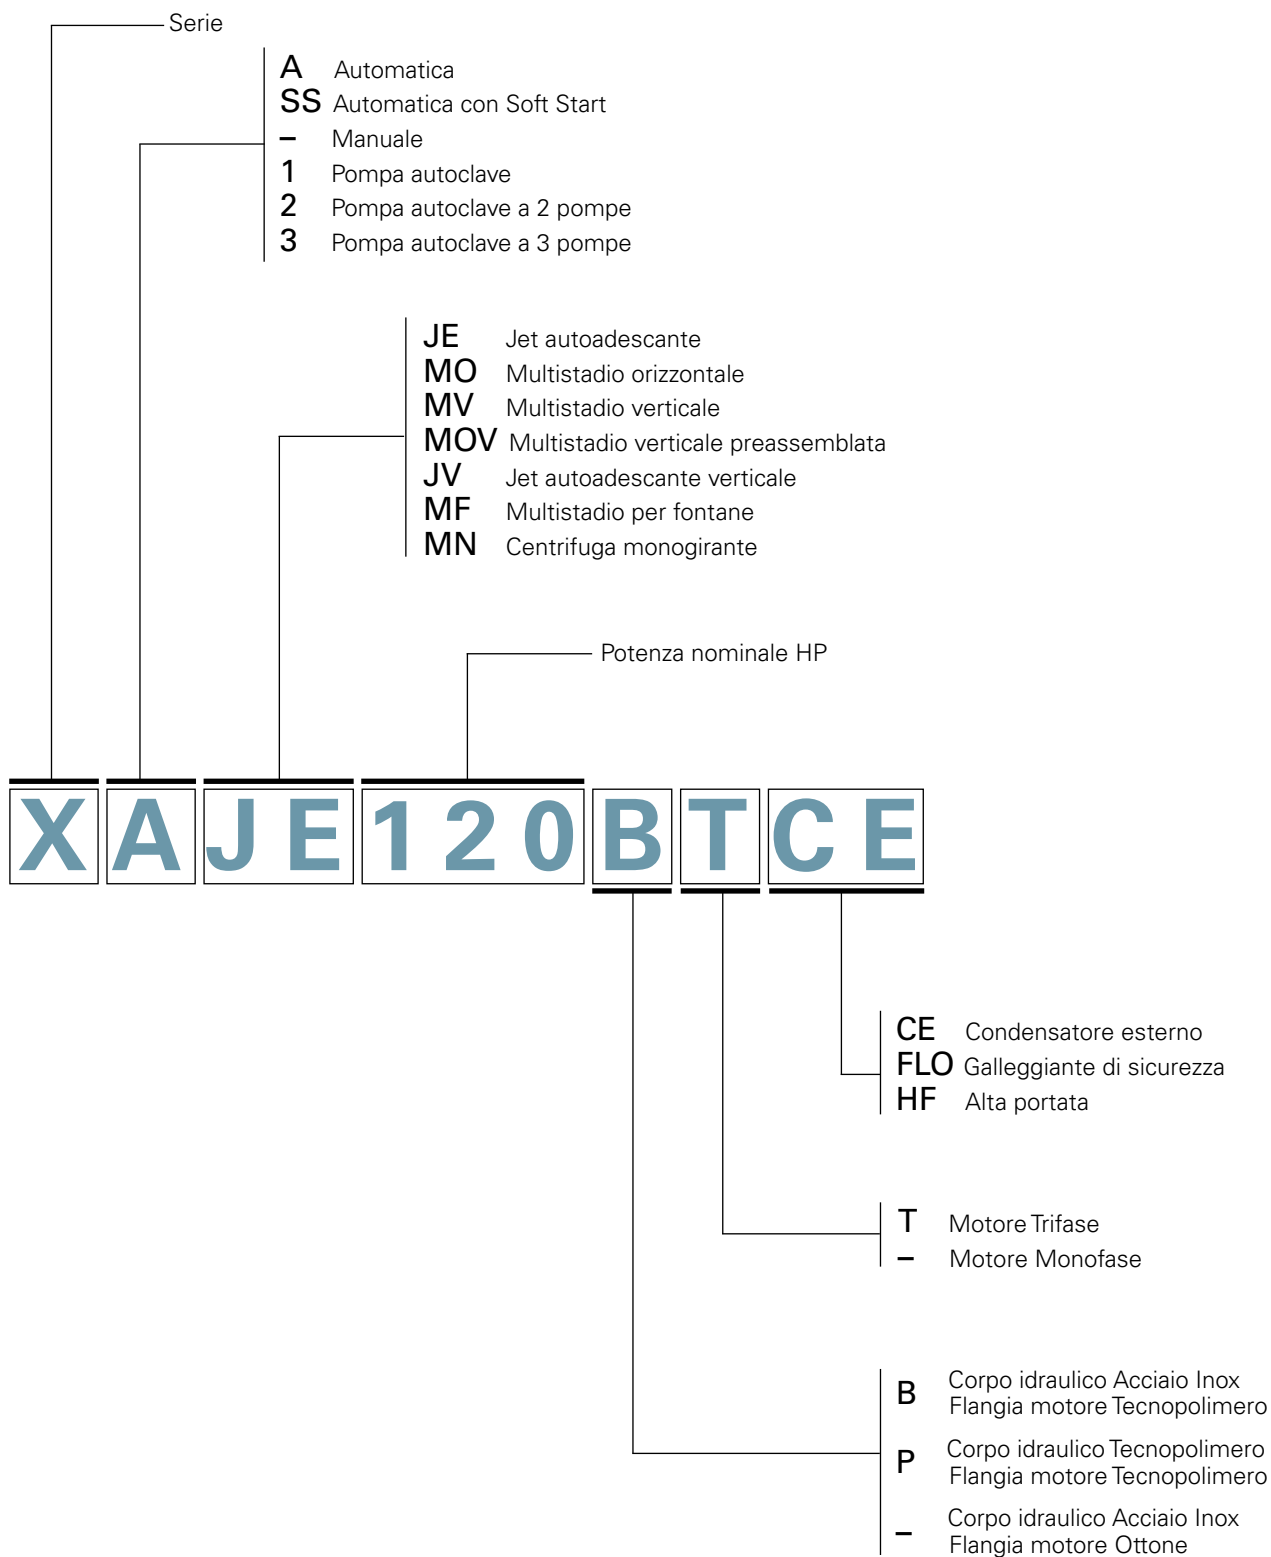 Serie
A Automatica
SS Automatica con Soft Start
– Manuale
1 Pompa autoclave
2 Pompa autoclave a 2 pompe
3 Pompa autoclave a 3 pompe
JE Jet autoadescante
MO Multistadio orizzontale
MV Multistadio verticale
MOV Multistadio verticale preassemblata
JV Jet autoadescante verticale
MF Multistadio per fontane
MN Centrifuga monogirante
Potenza nominale HP
X A J E 1 2 0 B T C E
CE Condensatore esterno
FLO Galleggiante di sicurezza
HF Alta portata
T Motore Trifase
– Motore Monofase
B Corpo idraulico Acciaio Inox
Flangia motore Tecnopolimero
P Corpo idraulico Tecnopolimero
Flangia motore Tecnopolimero
– Corpo idraulico Acciaio Inox
Flangia motore Ottone